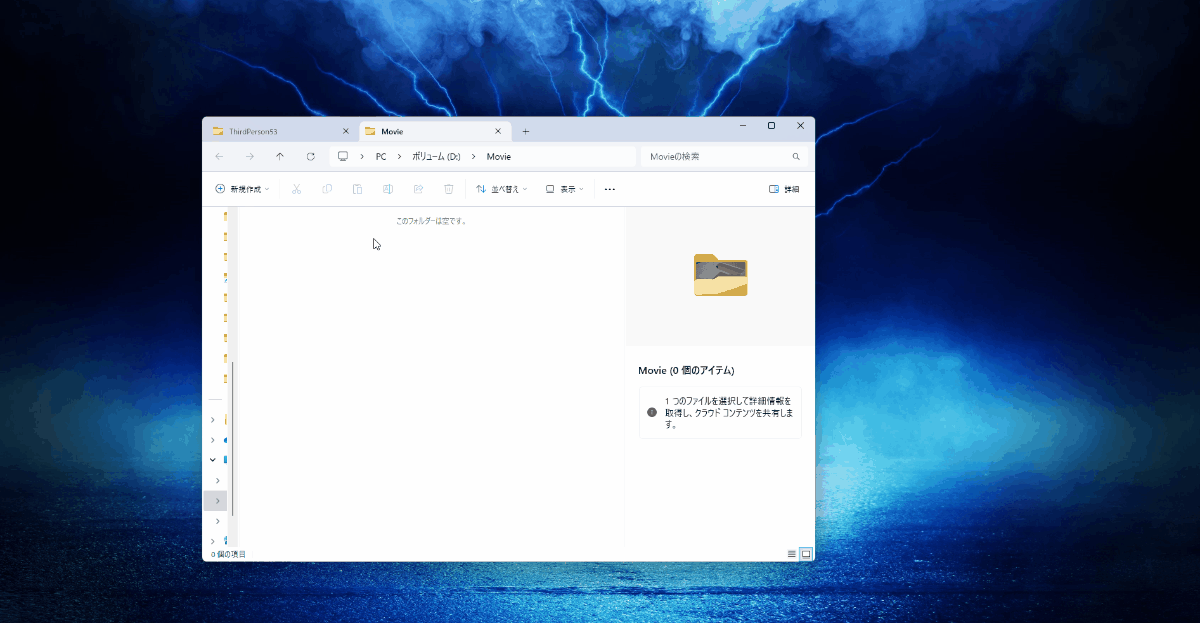 ThirdPerson53
Movie
PC > ボリューム (D:) > Movie
Movieの検索
新規作成
並べ替え
表示
詳細
このフォルダーは空です。
Movie (0 個のアイテム)
1 つのファイルを選択して詳細情報を
取得し、クラウド コンテンツを共有しま
す。
0 個の項目